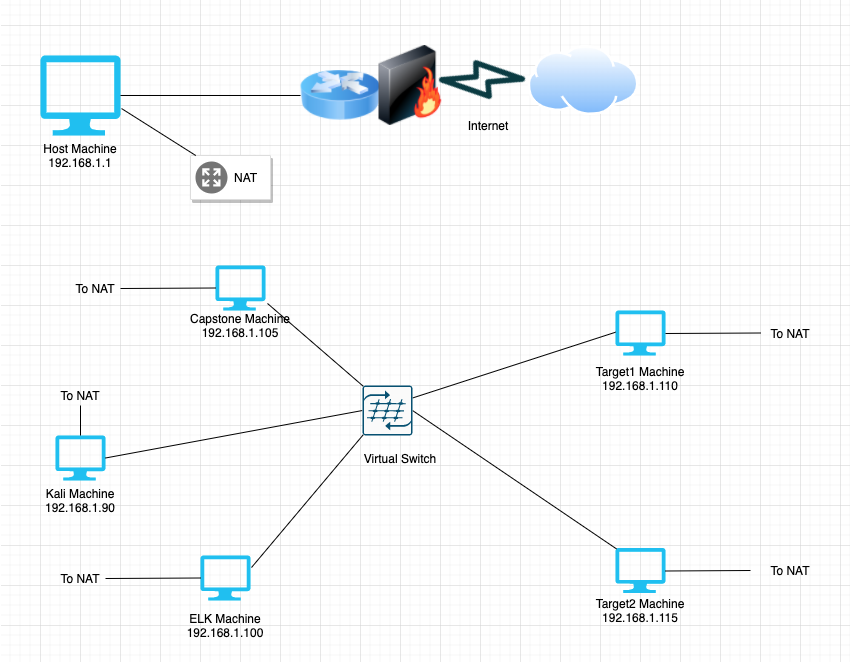 Internet
Host Machine
192.168.1.1
NAT
To NAT
Capstone Machine
192.168.1.105
To NAT
Target1 Machine
192.168.1.110
To NAT
Virtual Switch
Kali Machine
192.168.1.90
To NAT
To NAT
ELK Machine
192.168.1.100
Target2 Machine
192.168.1.115